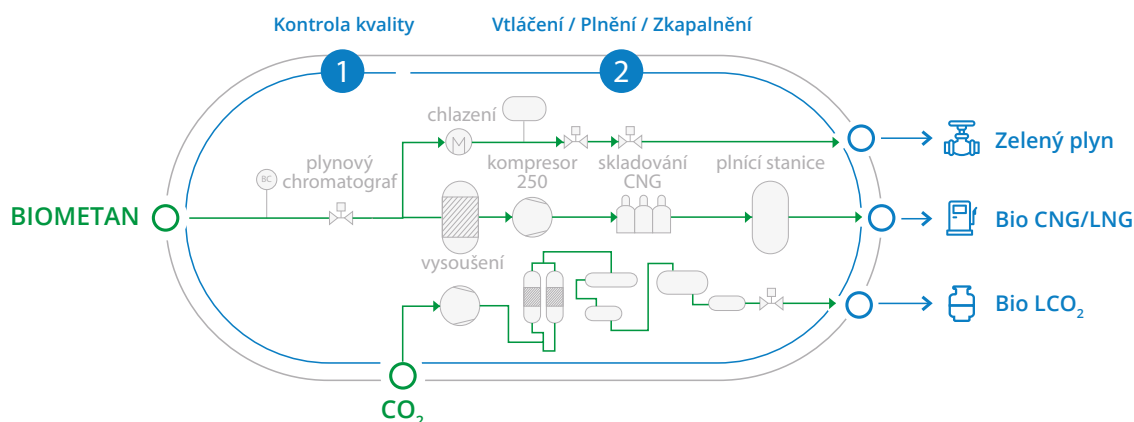 Kontrola kvality
Vtláčení / Plnění / Zkapalnění
1
2
chlazení
M
Zelený plyn
plynový
chromatograf
BC
kompresor
250
skladování
CNG
plnící stanice
BIOMETAN
Bio CNG/LNG
vysoušení
Bio LCO₂
CO₂